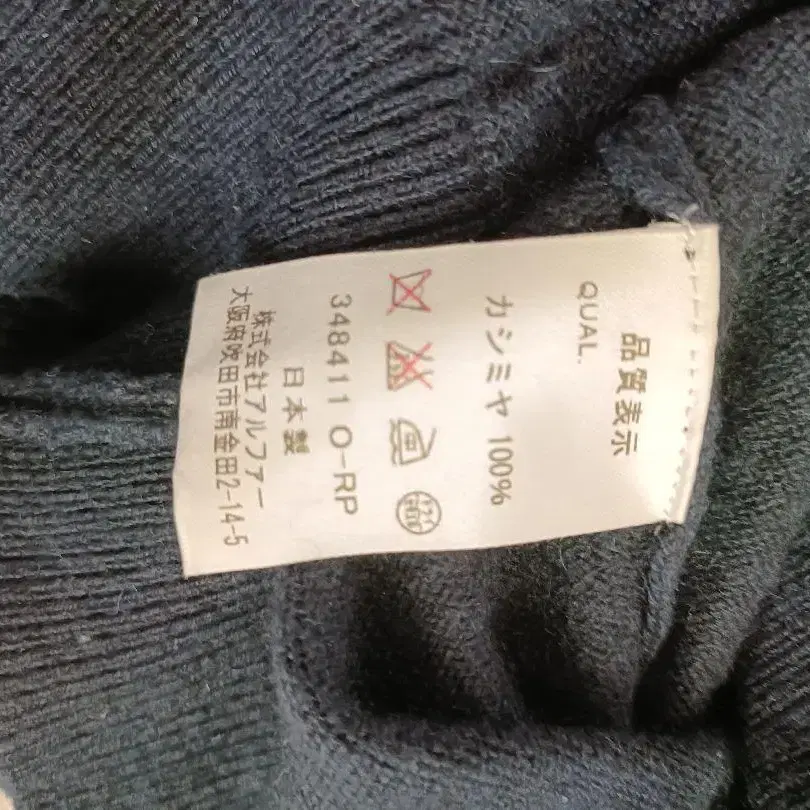 品質表示
QUAL.
カシミヤ 100%
348411 O-RP
日本製
株式会社アルファー
大阪府吹田市南金田2-14-5